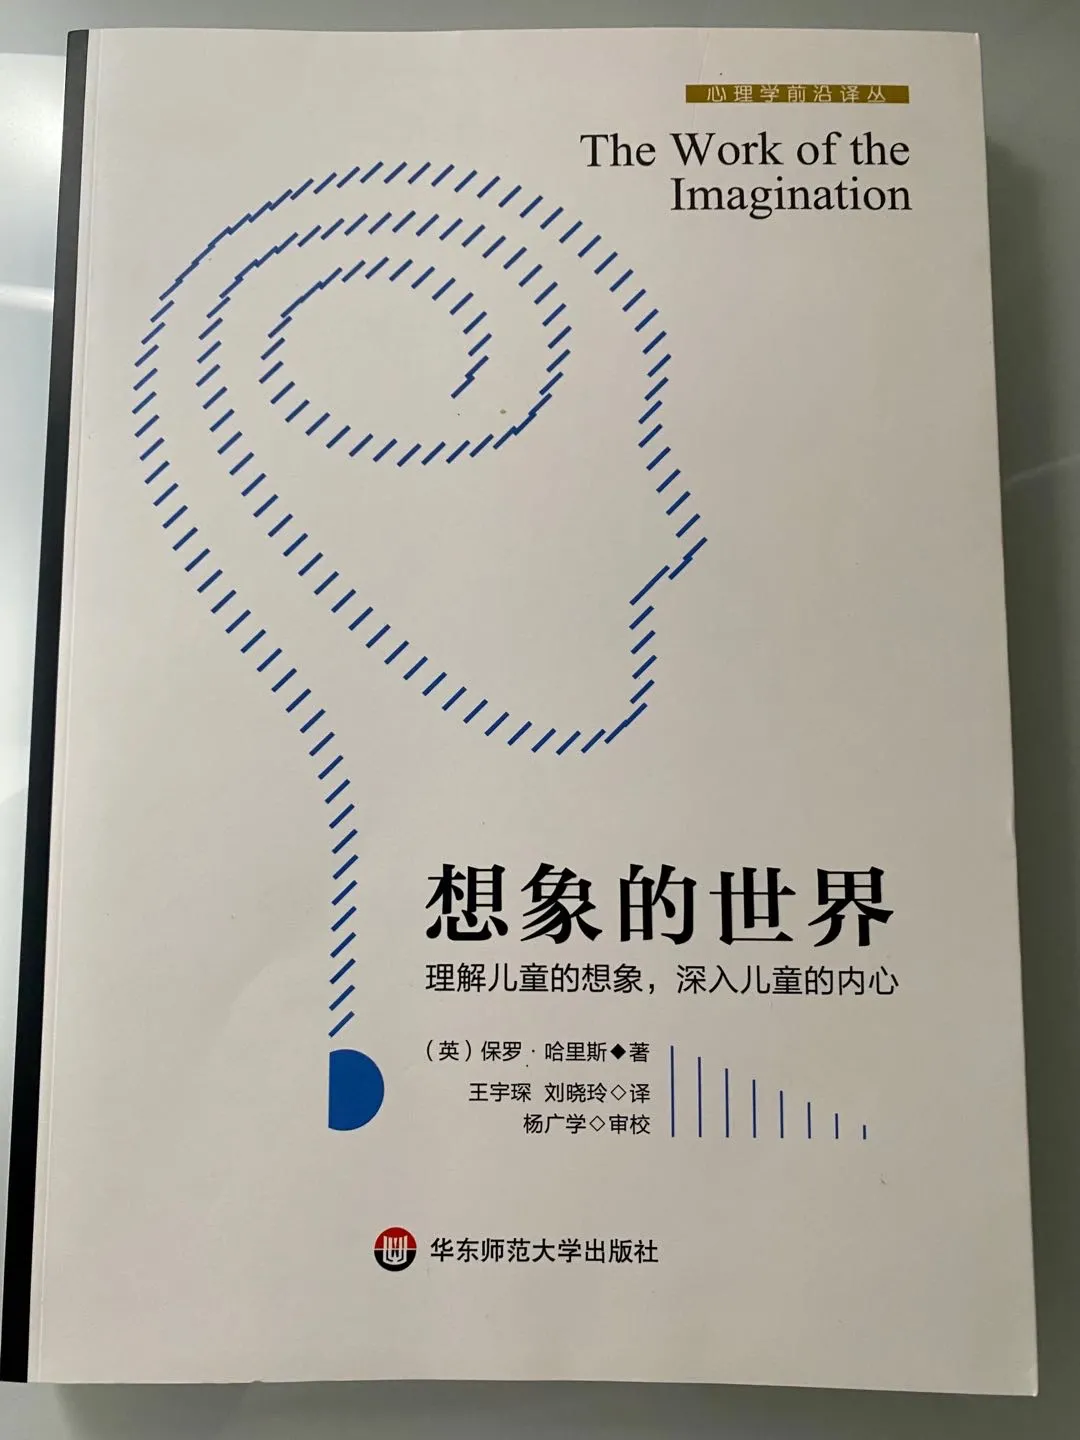 心理学前沿译丛
The Work of the
Imagination
想象的世界
理解儿童的想象，深入儿童的内心
（英）保罗·哈里斯◆著
王宇琛 刘晓玲◇译
杨广学◇审校
华东师范大学出版社